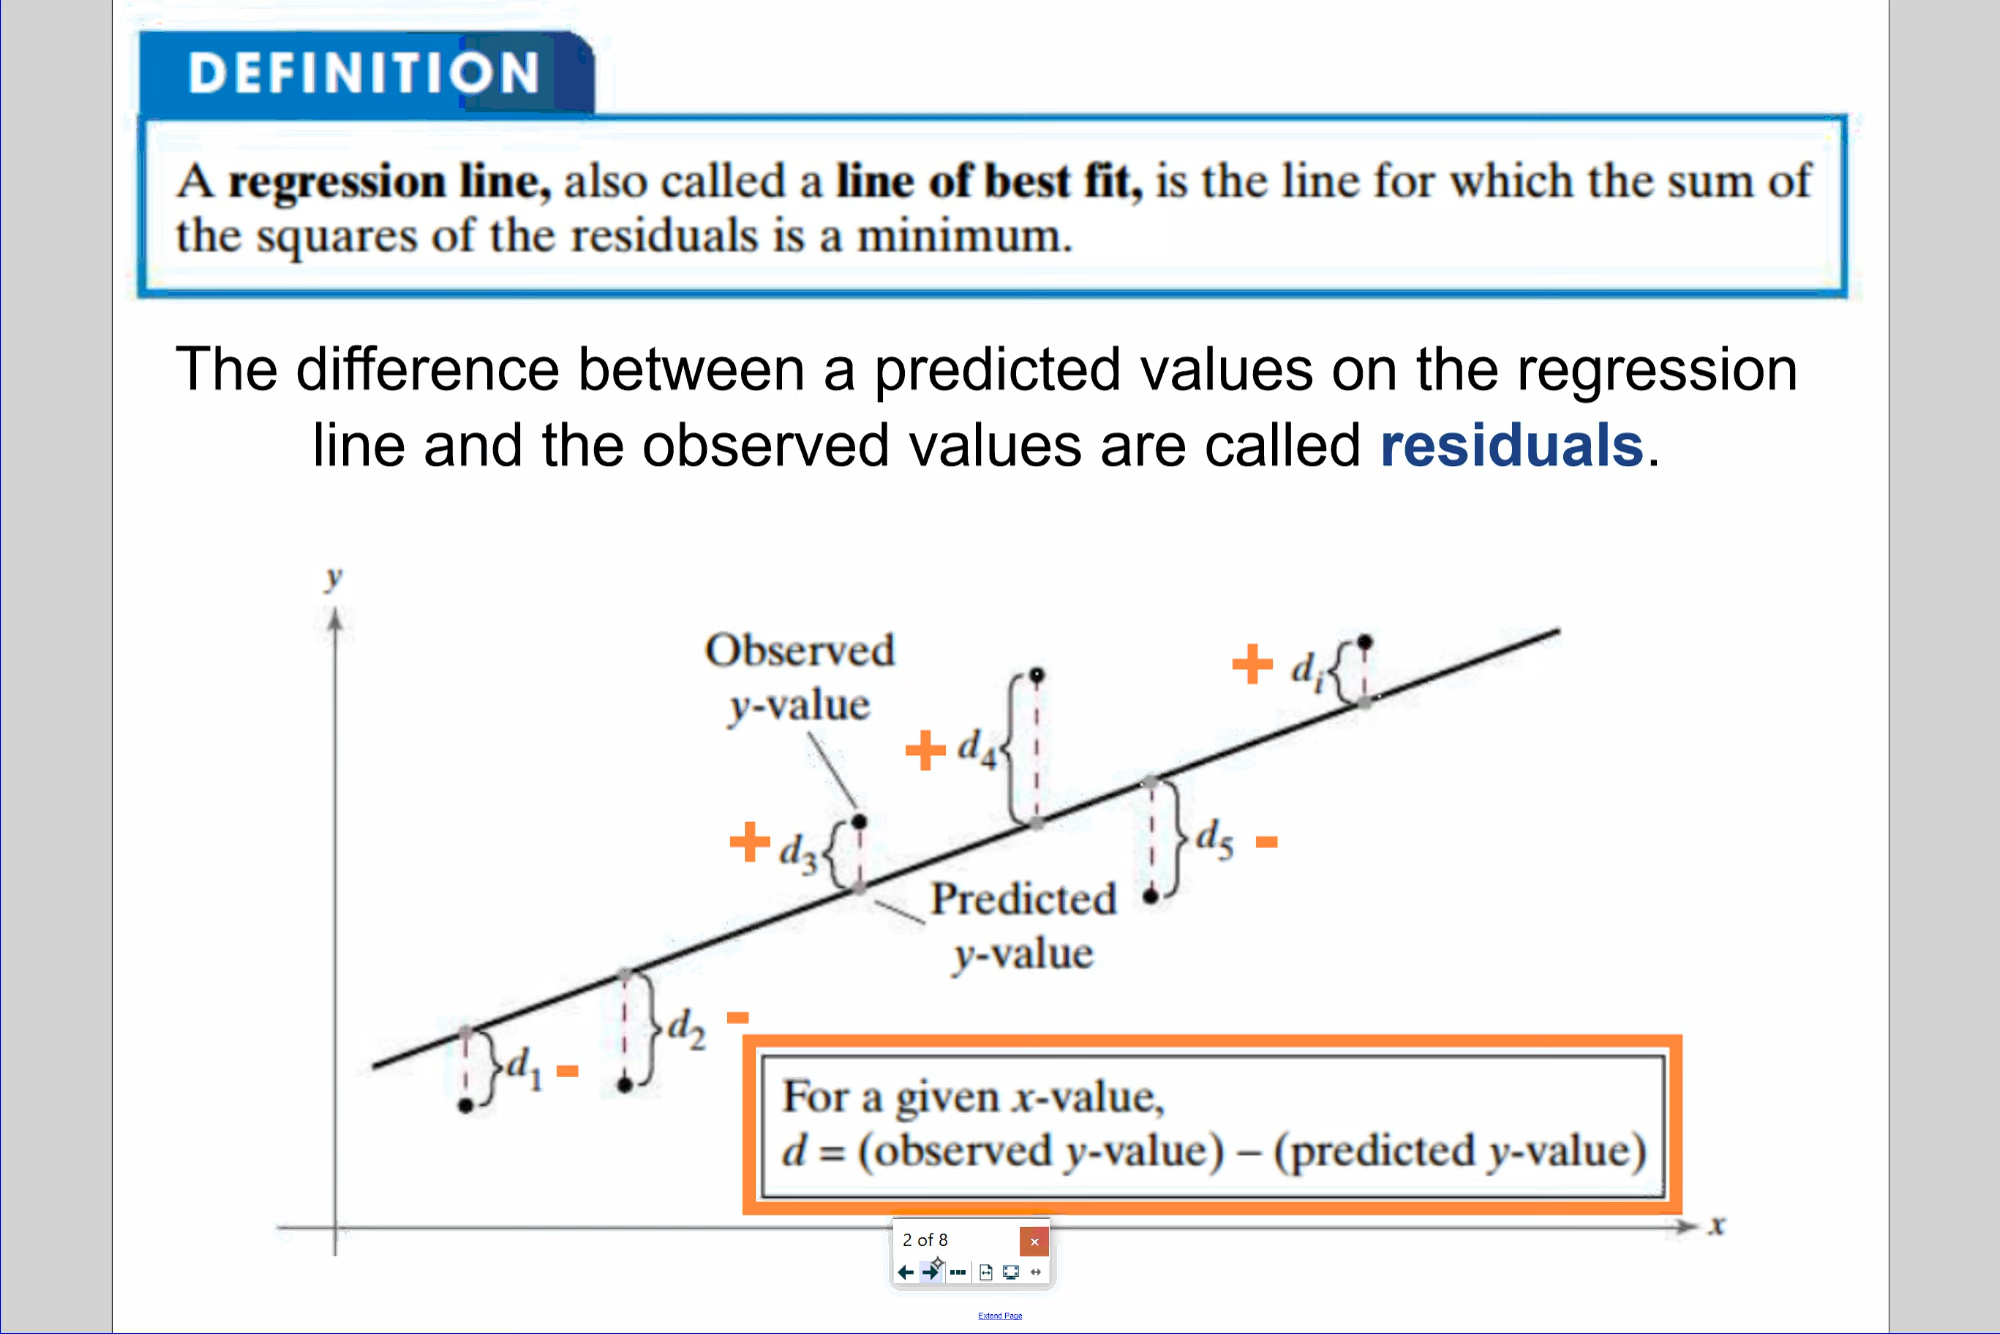 DEFINITION
A regression line, also called a line of best fit, is the line for which the sum of
the squares of the residuals is a minimum.
The difference between a predicted values on the regression
line and the observed values are called residuals.
y
Observed
y-value
+ d4
+ di
+ d3
d5 -
Predicted
y-value
d2 -
d1 -
For a given x-value,
d = (observed y-value) – (predicted y-value)
x
2 of 8
Extend Page